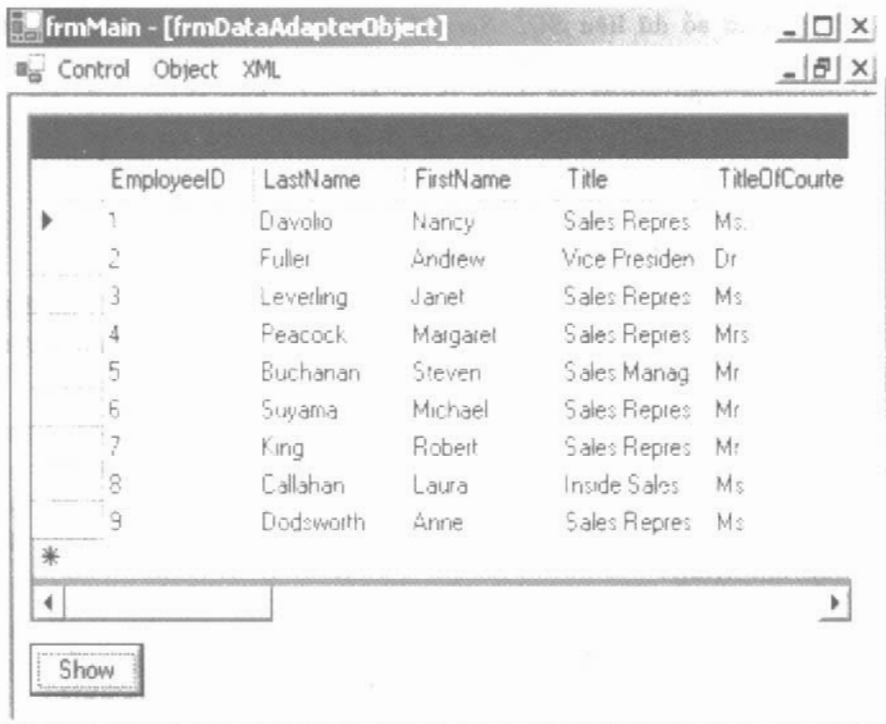 frmMain - [frmDataAdapterObject]
Control Object XML
EmployeeID LastName FirstName Title TitleOfCourte
1 Davolio Nancy Sales Repres Ms.
2 Fuller Andrew Vice Presiden Dr
3 Leverling Janet Sales Repres Ms
4 Peacock Margaret Sales Repres Mrs
5 Buchanan Steven Sales Manag Mr
6 Suyama Michael Sales Repres Mr
7 King Robert Sales Repres Mr
8 Callahan Laura Inside Sales Ms
9 Dodsworth Anne Sales Repres Ms
Show